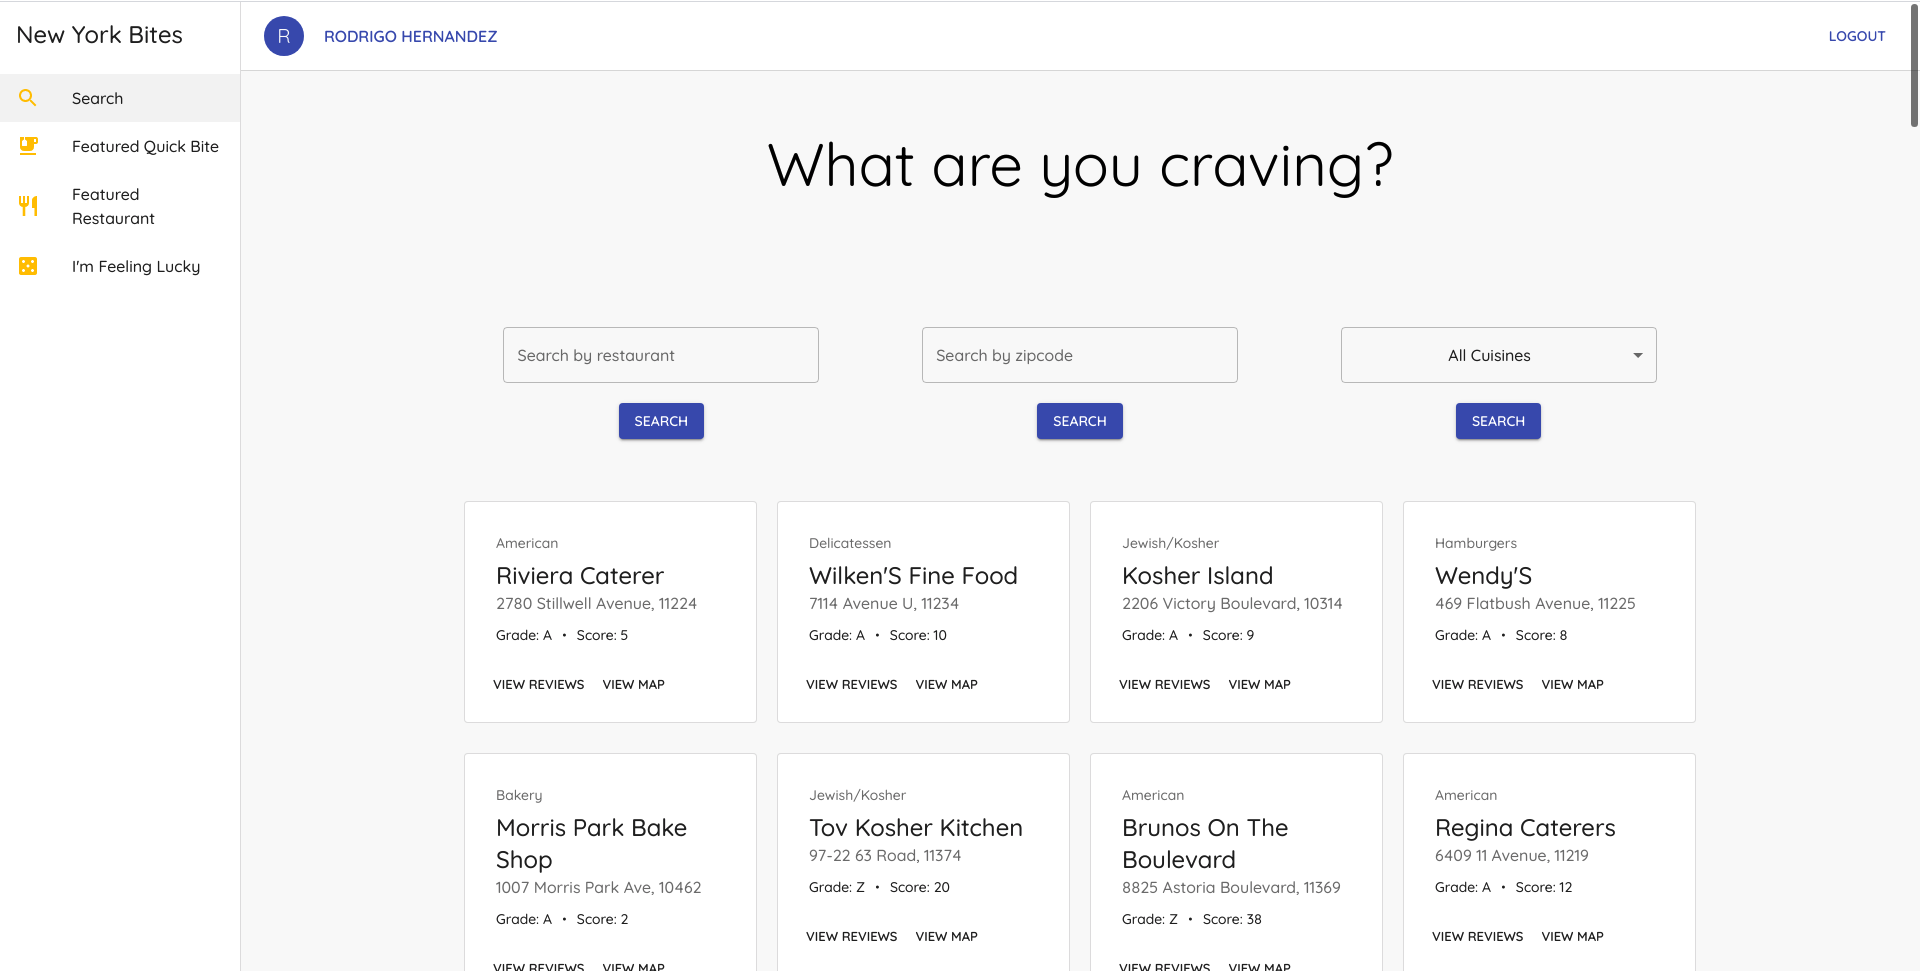 New York Bites
R
RODRIGO HERNANDEZ
LOGOUT
Search
Featured Quick Bite
Featured
Restaurant
I'm Feeling Lucky
What are you craving?
Search by restaurant
SEARCH
Search by zipcode
SEARCH
All Cuisines
SEARCH
American
Riviera Caterer
2780 Stillwell Avenue, 11224
Grade: A • Score: 5
VIEW REVIEWS VIEW MAP
Delicatessen
Wilken'S Fine Food
7114 Avenue U, 11234
Grade: A • Score: 10
VIEW REVIEWS VIEW MAP
Jewish/Kosher
Kosher Island
2206 Victory Boulevard, 10314
Grade: A • Score: 9
VIEW REVIEWS VIEW MAP
Hamburgers
Wendy'S
469 Flatbush Avenue, 11225
Grade: A • Score: 8
VIEW REVIEWS VIEW MAP
Bakery
Morris Park Bake
Shop
1007 Morris Park Ave, 10462
Grade: A • Score: 2
VIEW REVIEWS VIEW MAP
Jewish/Kosher
Tov Kosher Kitchen
97-22 63 Road, 11374
Grade: Z • Score: 20
VIEW REVIEWS VIEW MAP
American
Brunos On The
Boulevard
8825 Astoria Boulevard, 11369
Grade: Z • Score: 38
VIEW REVIEWS VIEW MAP
American
Regina Caterers
6409 11 Avenue, 11219
Grade: A • Score: 12
VIEW REVIEWS VIEW MAP